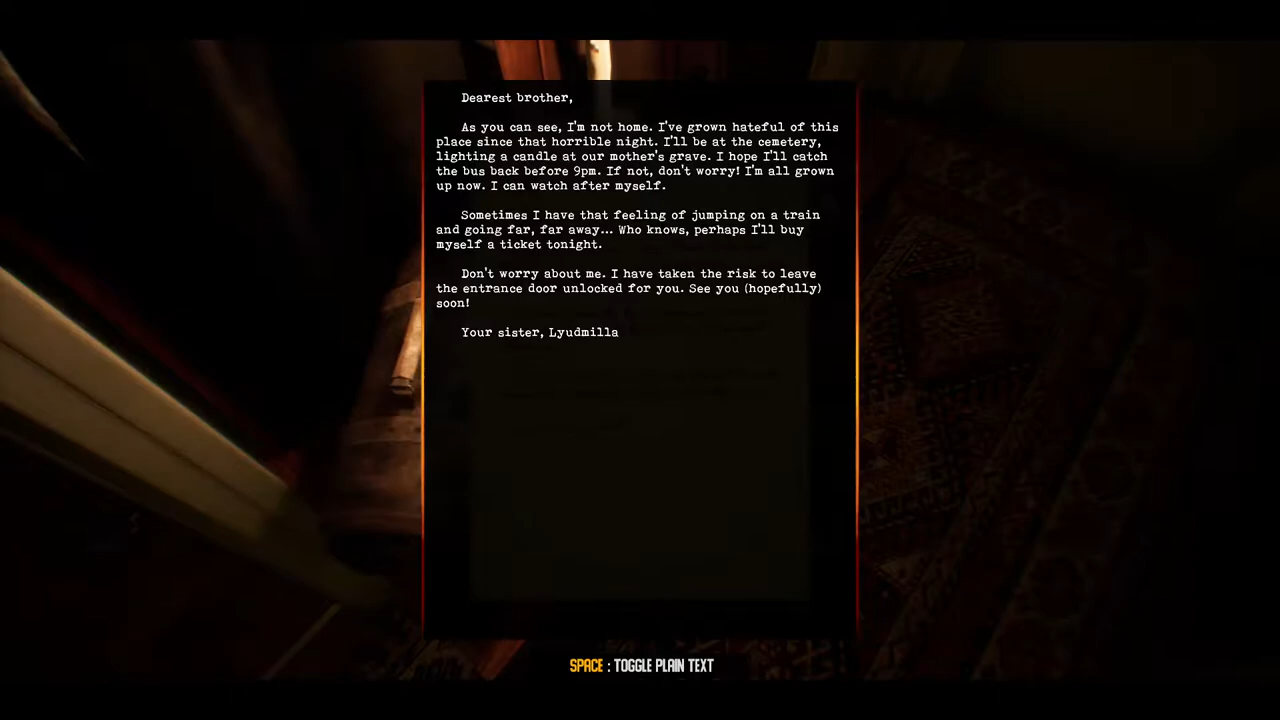 Dearest brother,
As you can see, I'm not home. I've grown hateful of this
place since that horrible night. I'll be at the cemetery,
lighting a candle at our mother's grave. I hope I'll catch
the bus back before 9pm. If not, don't worry! I'm all grown
up now. I can watch after myself.
Sometimes I have that feeling of jumping on a train
and going far, far away... Who knows, perhaps I'll buy
myself a ticket tonight.
Don't worry about me. I have taken the risk to leave
the entrance door unlocked for you. See you (hopefully)
soon!
Your sister, Lyudmilla
SPACE : TOGGLE PLAIN TEXT